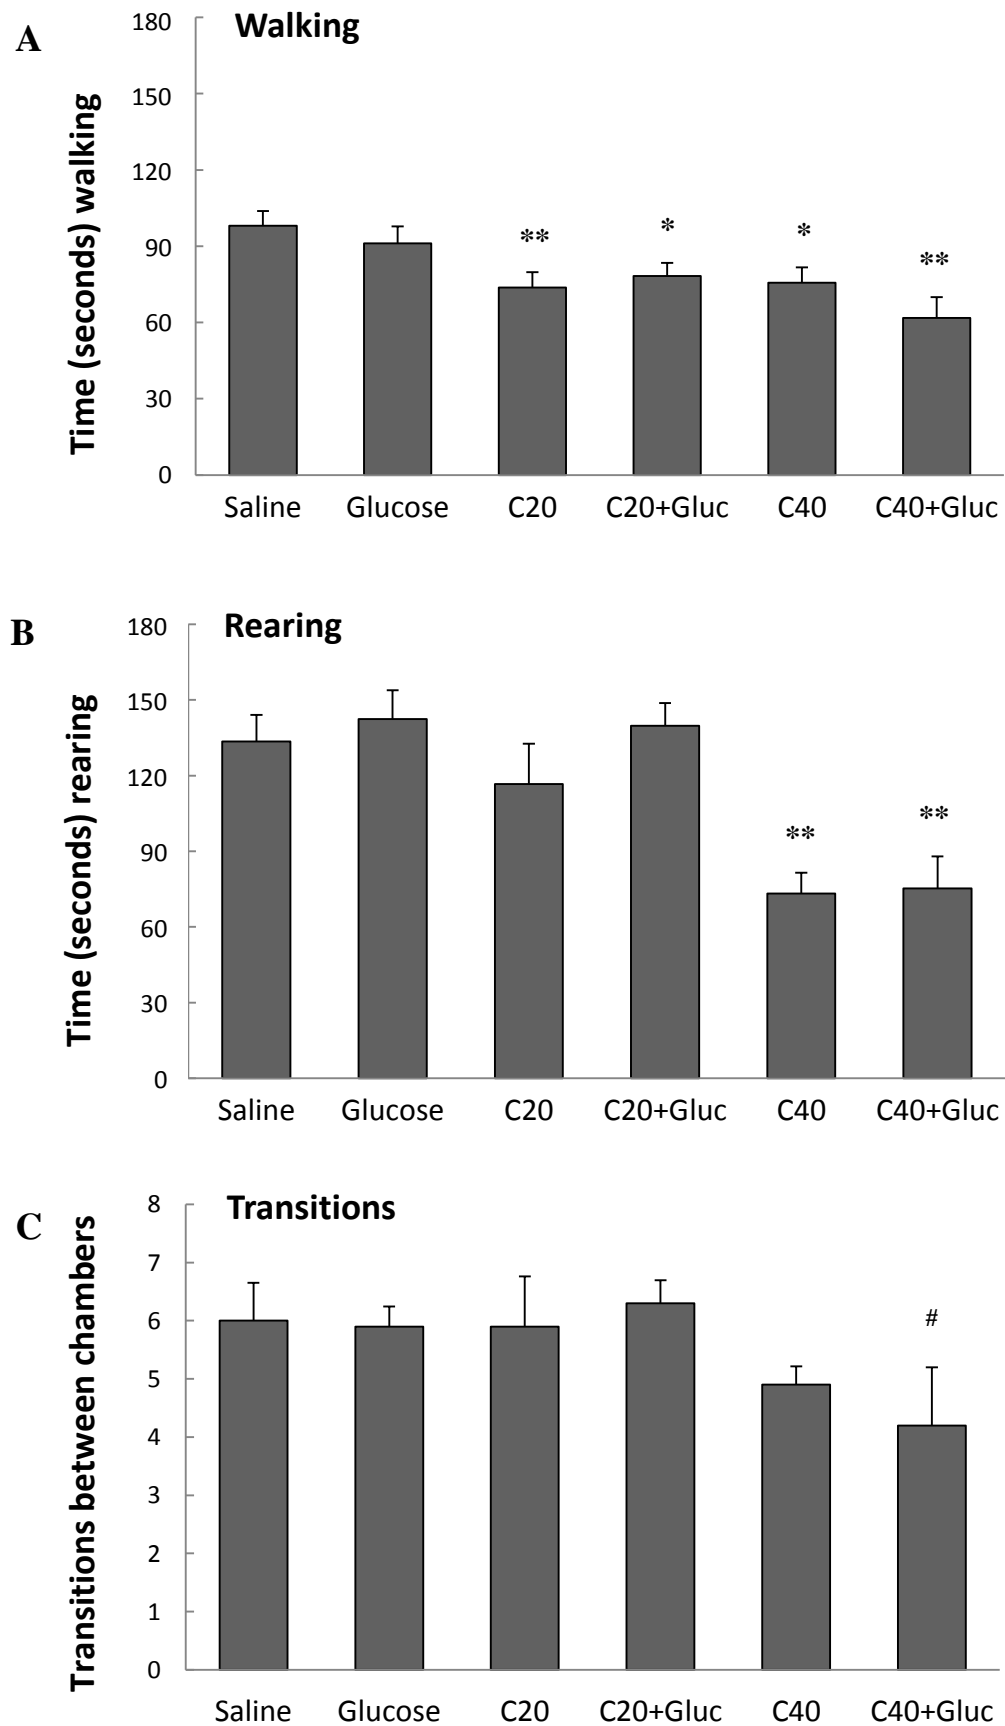 A
Walking
Time (seconds) walking
180
150
120
90
60
30
0
**
*
*
**
Saline Glucose C20 C20+Gluc C40 C40+Gluc
B
Rearing
Time (seconds) rearing
180
150
120
90
60
30
0
**
**
Saline Glucose C20 C20+Gluc C40 C40+Gluc
C
Transitions
Transitions between chambers
8
7
6
5
4
3
2
1
0
#
Saline Glucose C20 C20+Gluc C40 C40+Gluc